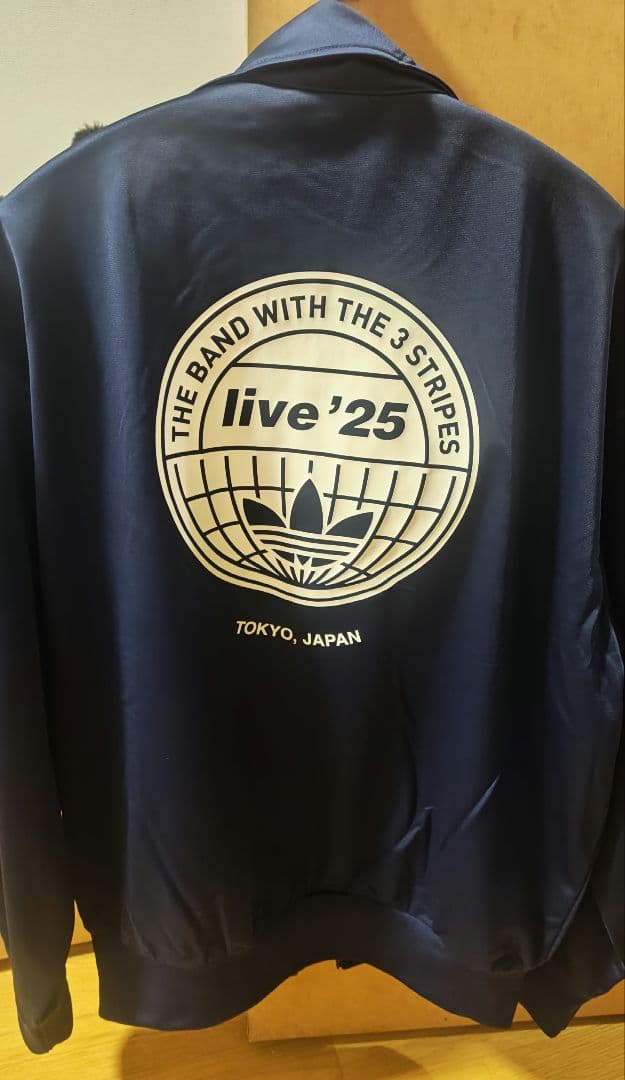 THE BAND WITH THE 3 STRIPES
live '25
TOKYO, JAPAN